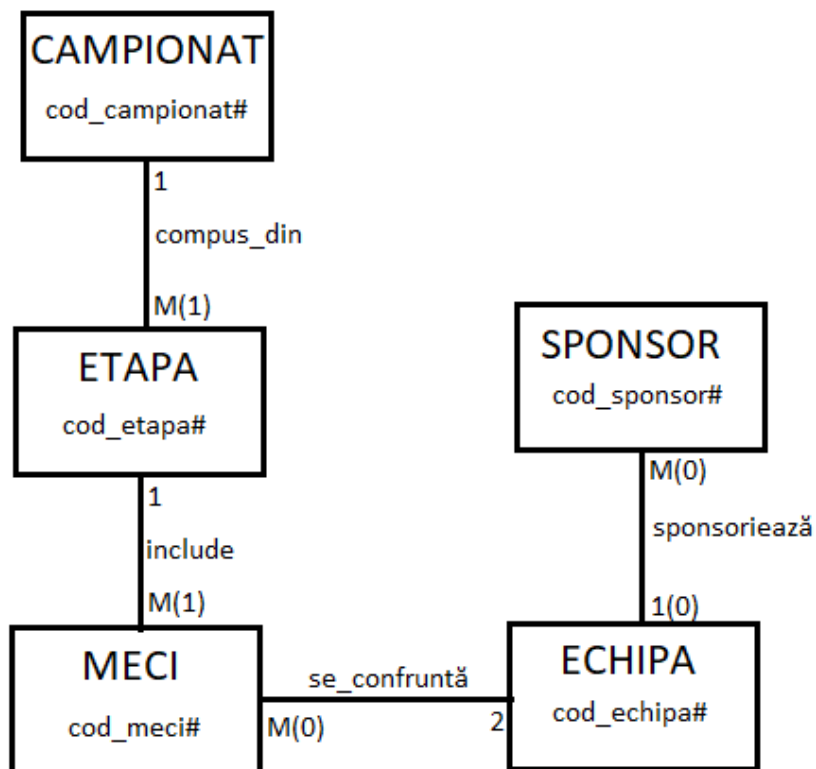 CAMPIONAT
cod_campionat#
1
compus_din
M(1)
ETAPA
cod_etapa#
1
include
M(1)
MECI
cod_meci#
M(0)
se_confruntă
2
SPONSOR
cod_sponsor#
M(0)
sponsoriează
1(0)
ECHIPA
cod_echipa#